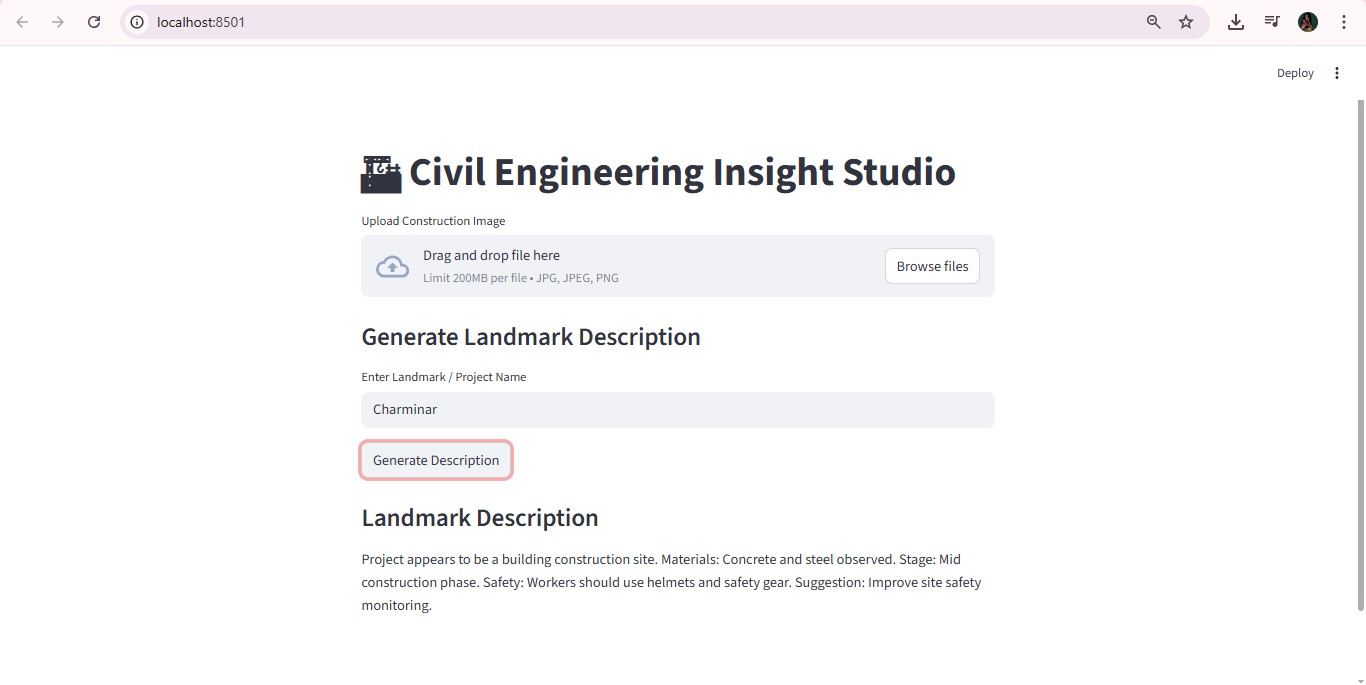 localhost:8501
Deploy
Civil Engineering Insight Studio
Upload Construction Image
Drag and drop file here
Limit 200MB per file • JPG, JPEG, PNG
Browse files
Generate Landmark Description
Enter Landmark / Project Name
Charminar
Generate Description
Landmark Description
Project appears to be a building construction site. Materials: Concrete and steel observed. Stage: Mid
construction phase. Safety: Workers should use helmets and safety gear. Suggestion: Improve site safety
monitoring.